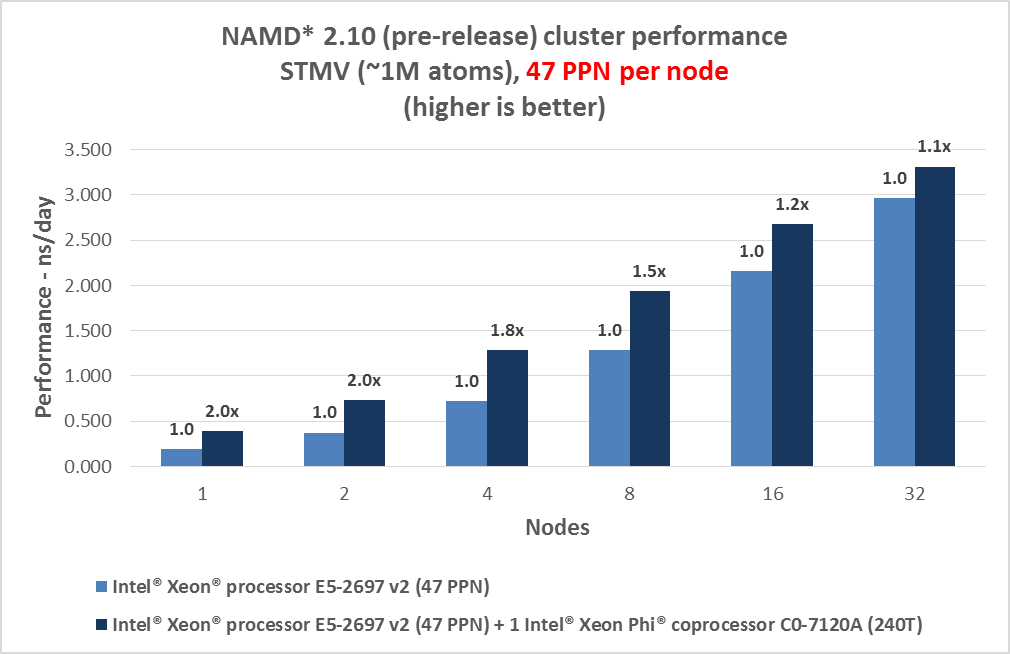 NAMD* 2.10 (pre-release) cluster performance
STMV (~1M atoms), 47 PPN per node
(higher is better)
Performance - ns/day
3.500
3.000
2.500
2.000
1.500
1.000
0.500
0.000
1.0
2.0x
1.0
2.0x
1.0
1.8x
1.0
1.5x
1.0
1.2x
1.0
1.1x
1
2
4
8
16
32
Nodes
Intel® Xeon® processor E5-2697 v2 (47 PPN)
Intel® Xeon® processor E5-2697 v2 (47 PPN) + 1 Intel® Xeon Phi® coprocessor C0-7120A (240T)